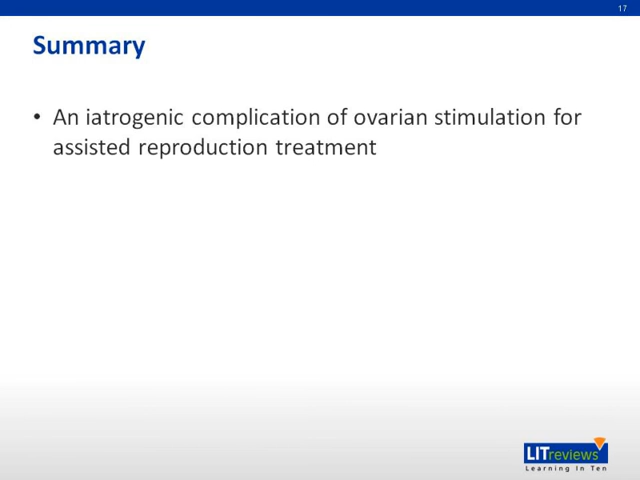 17
Summary
• An iatrogenic complication of ovarian stimulation for
assisted reproduction treatment
LITreviews
Learning In Ten